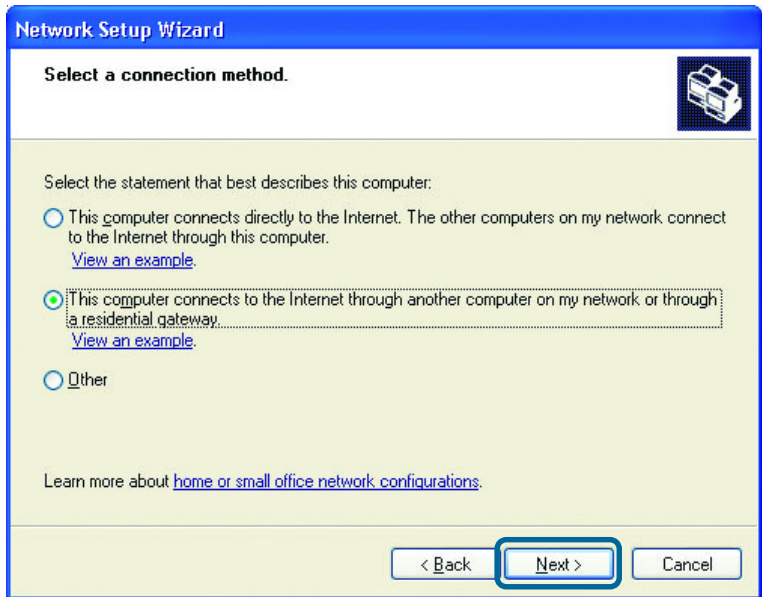 Network Setup Wizard
Select a connection method.
Select the statement that best describes this computer:
This computer connects directly to the Internet. The other computers on my network connect
to the Internet through this computer.
View an example.
This computer connects to the Internet through another computer on my network or through
a residential gateway.
View an example.
Other
Learn more about home or small office network configurations.
< Back Next > Cancel